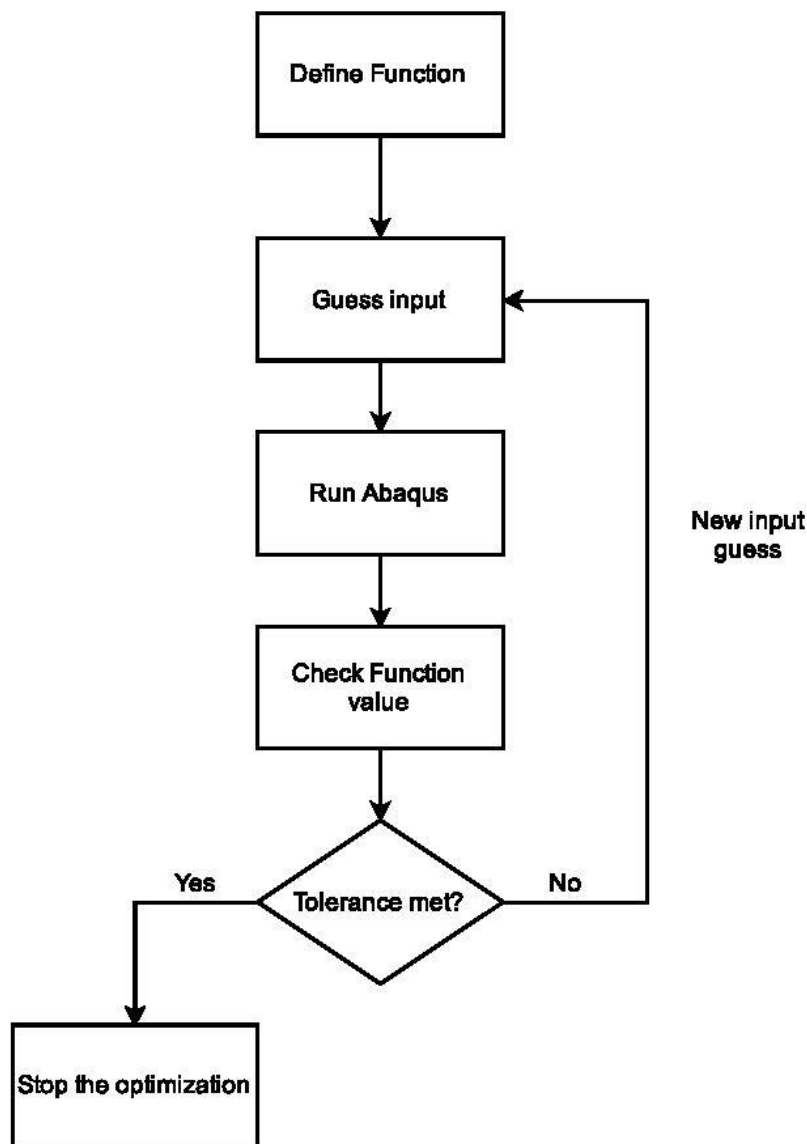 Define Function
Guess input
Run Abaqus
New input
guess
Check Function
value
Yes
Tolerance met?
No
Stop the optimization